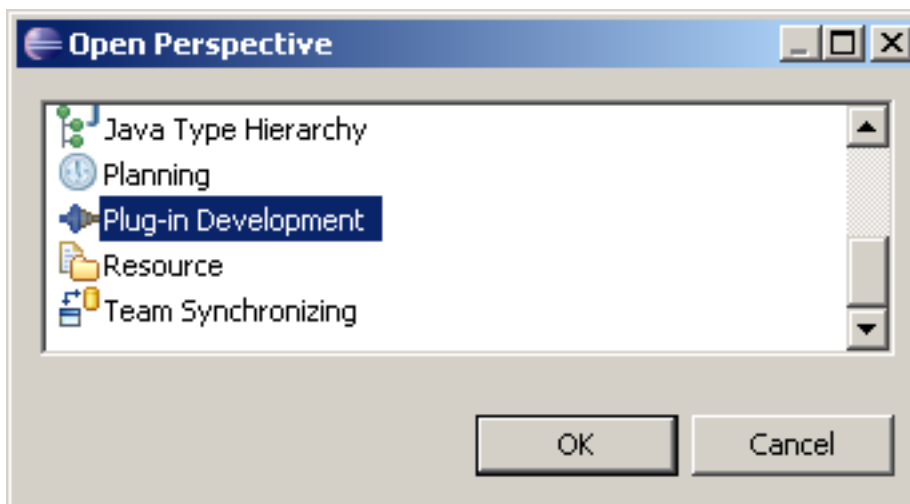 Open Perspective
Java Type Hierarchy
Planning
Plug-in Development
Resource
Team Synchronizing
OK Cancel